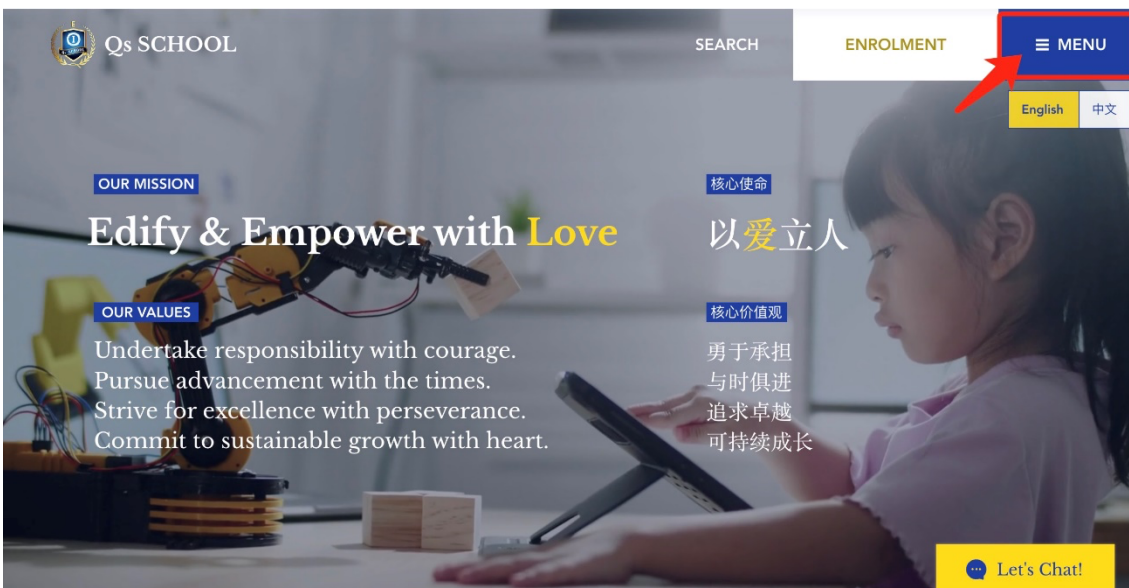 Qs SCHOOL
SEARCH
ENROLMENT
MENU
English
中文
OUR MISSION
Edify & Empower with Love
OUR VALUES
Undertake responsibility with courage.
Pursue advancement with the times.
Strive for excellence with perseverance.
Commit to sustainable growth with heart.
核心使命
以爱立人
核心价值观
勇于承担
与时俱进
追求卓越
可持续成长
Let's Chat!